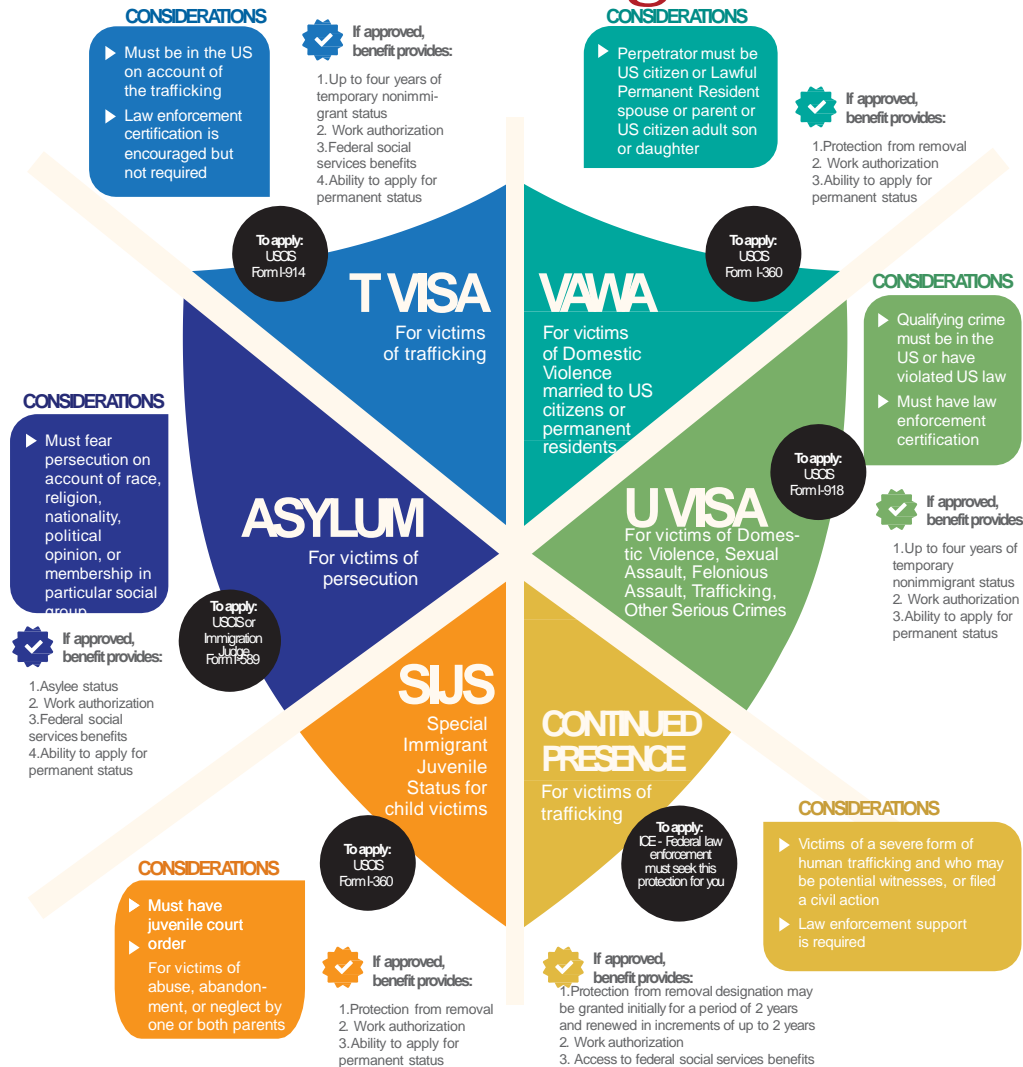 CONSIDERATIONS
Must be in the US
on account of
the trafficking
Law enforcement
certification is
encouraged but
not required
If approved,
benefit provides:
1.Up to four years of
temporary nonimmi-
grant status
2. Work authorization
3.Federal social
services benefits
4.Ability to apply for
permanent status
To apply:
USCIS
Form I-914
T VISA
For victims
of trafficking
CONSIDERATIONS
Perpetrator must be
US citizen or Lawful
Permanent Resident
spouse or parent or
US citizen adult son
or daughter
If approved,
benefit provides:
1.Protection from removal
2. Work authorization
3.Ability to apply for
permanent status
To apply:
USCIS
Form I-360
VAWA
For victims
of Domestic
Violence
married to US
citizens or
permanent
residents
CONSIDERATIONS
Qualifying crime
must be in the
US or have
violated US law
Must have law
enforcement
certification
To apply:
USCIS
Form I-918
U VISA
For victims of Domes-
tic Violence, Sexual
Assault, Felonious
Assault, Trafficking,
Other Serious Crimes
If approved,
benefit provides
1.Up to four years of
temporary
nonimmigrant status
2. Work authorization
3.Ability to apply for
permanent status
CONSIDERATIONS
Must fear
persecution on
account of race,
religion,
nationality,
political
opinion, or
membership in
particular social
group
ASYLUM
For victims of
persecution
To apply:
USCIS or
Immigration
Judge
Form I-589
If approved,
benefit provides:
1.Asylee status
2. Work authorization
3.Federal social
services benefits
4.Ability to apply for
permanent status
SIJS
Special
Immigrant
Juvenile
Status for
child victims
To apply:
USCIS
Form I-360
CONSIDERATIONS
Must have
juvenile court
order
For victims of
abuse, abandon-
ment, or neglect by
one or both parents
If approved,
benefit provides:
1.Protection from removal
2. Work authorization
3.Ability to apply for
permanent status
CONTINUED
PRESENCE
For victims of
trafficking
To apply:
ICE - Federal law
enforcement
must seek this
protection for you
CONSIDERATIONS
Victims of a severe form of
human trafficking and who may
be potential witnesses, or filed
a civil action
Law enforcement support
is required
If approved,
benefit provides:
1.Protection from removal designation may
be granted initially for a period of 2 years
and renewed in increments of up to 2 years
2. Work authorization
3. Access to federal social services benefits